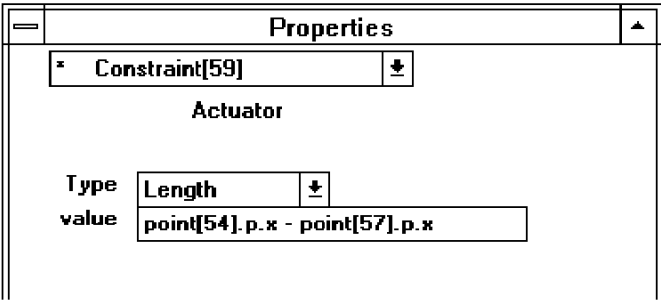 Properties
* Constraint[59]
Actuator
Type Length
value point[54].p.x - point[57].p.x